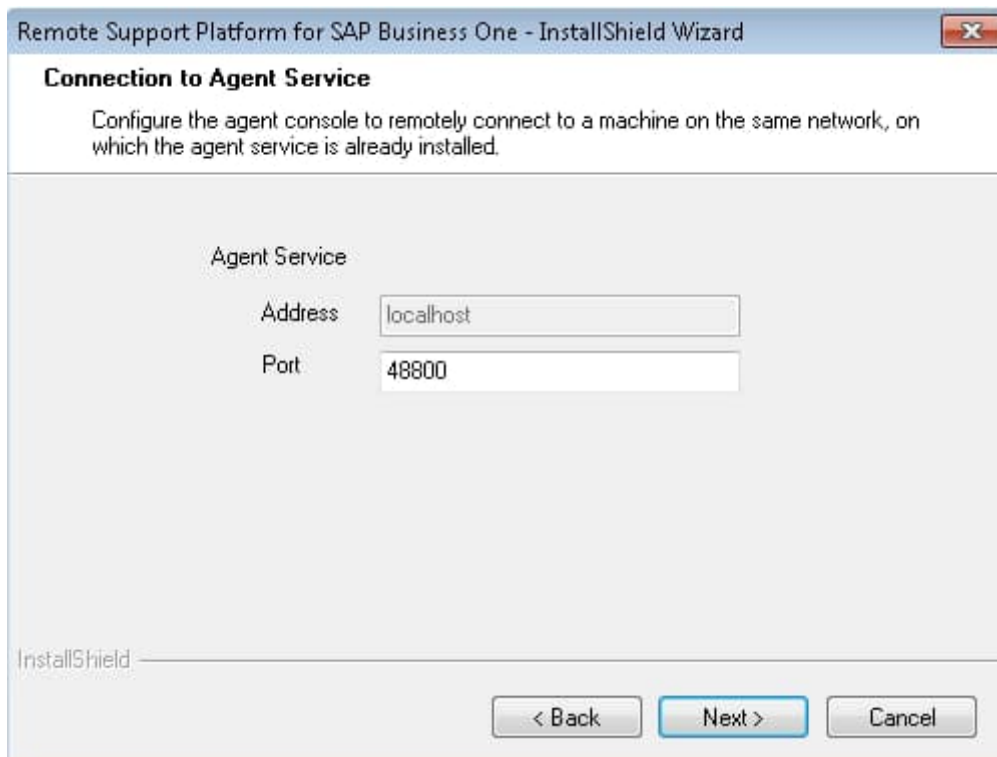 Remote Support Platform for SAP Business One - InstallShield Wizard
Connection to Agent Service
Configure the agent console to remotely connect to a machine on the same network, on
which the agent service is already installed.
Agent Service
Address localhost
Port 48800
InstallShield
< Back Next > Cancel